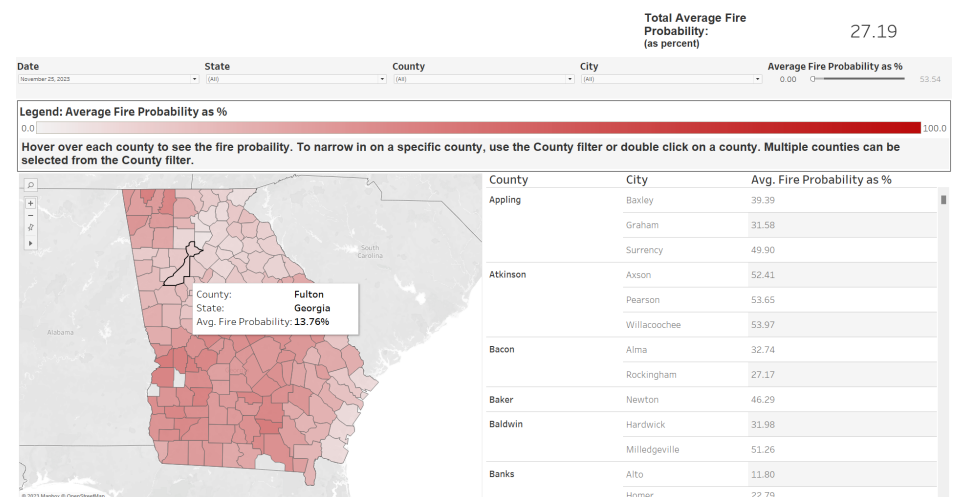 Total Average Fire
Probability:
(as percent)
27.19
Date
State
County
City
Average Fire Probability as %
November 25, 2023
(All)
(All)
(All)
0.00
53.54
Legend: Average Fire Probability as %
0.0
100.0
Hover over each county to see the fire probaility. To narrow in on a specific county, use the County filter or double click on a county. Multiple counties can be
selected from the County filter.
South
Carolina
Alabama
County: Fulton
State: Georgia
Avg. Fire Probability: 13.76%
© 2023 Mapbox © OpenStreetMap
County City Avg. Fire Probability as %
Appling Baxley 39.39
Graham 31.58
Surrency 49.90
Atkinson Axson 52.41
Pearson 53.65
Willacoochee 53.97
Bacon Alma 32.74
Rockingham 27.17
Baker Newton 46.29
Baldwin Hardwick 31.98
Milledgeville 51.26
Banks Alto 11.80
Homer 22.79